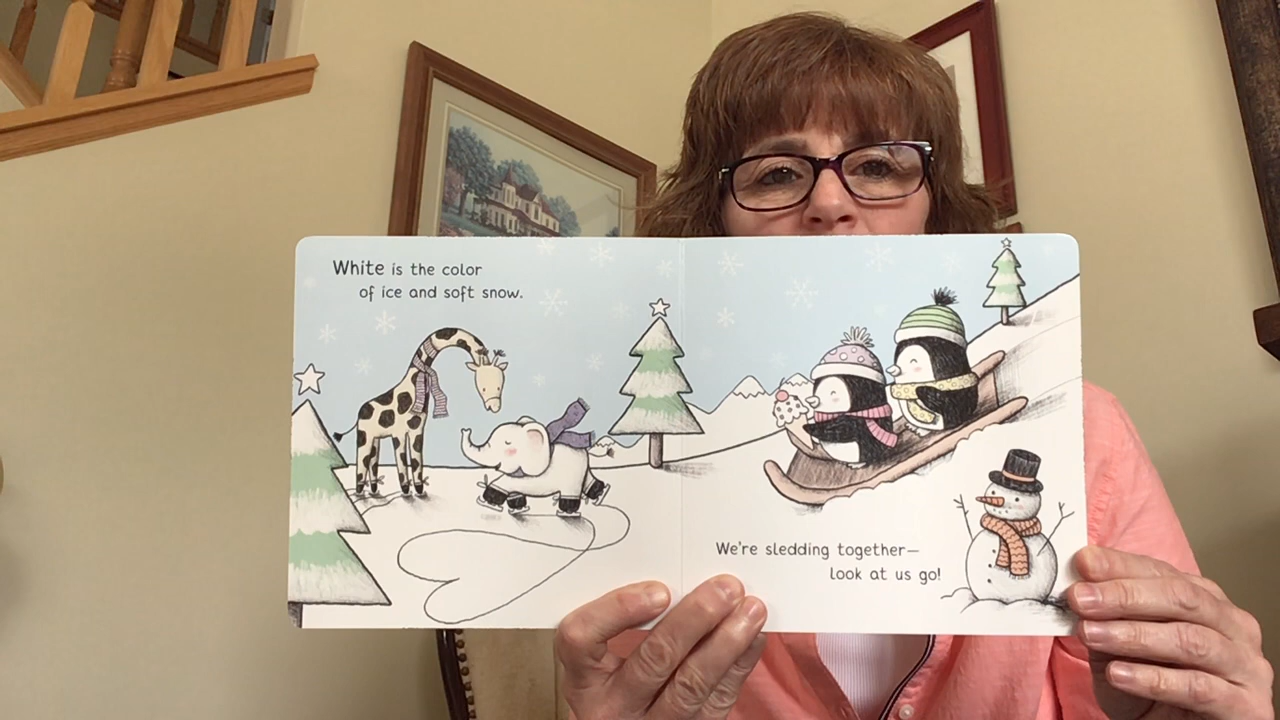 White is the color
of ice and soft snow.
We're sledding together—
look at us go!